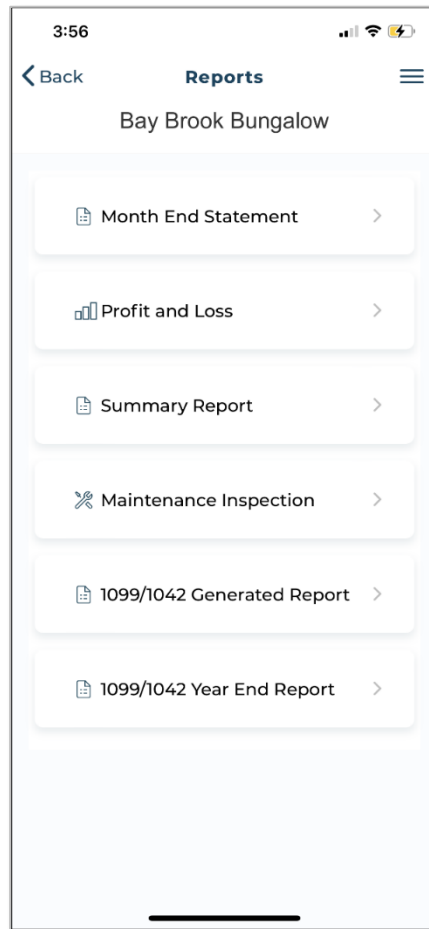 3:56
Back Reports
Bay Brook Bungalow
Month End Statement
Profit and Loss
Summary Report
Maintenance Inspection
1099/1042 Generated Report
1099/1042 Year End Report